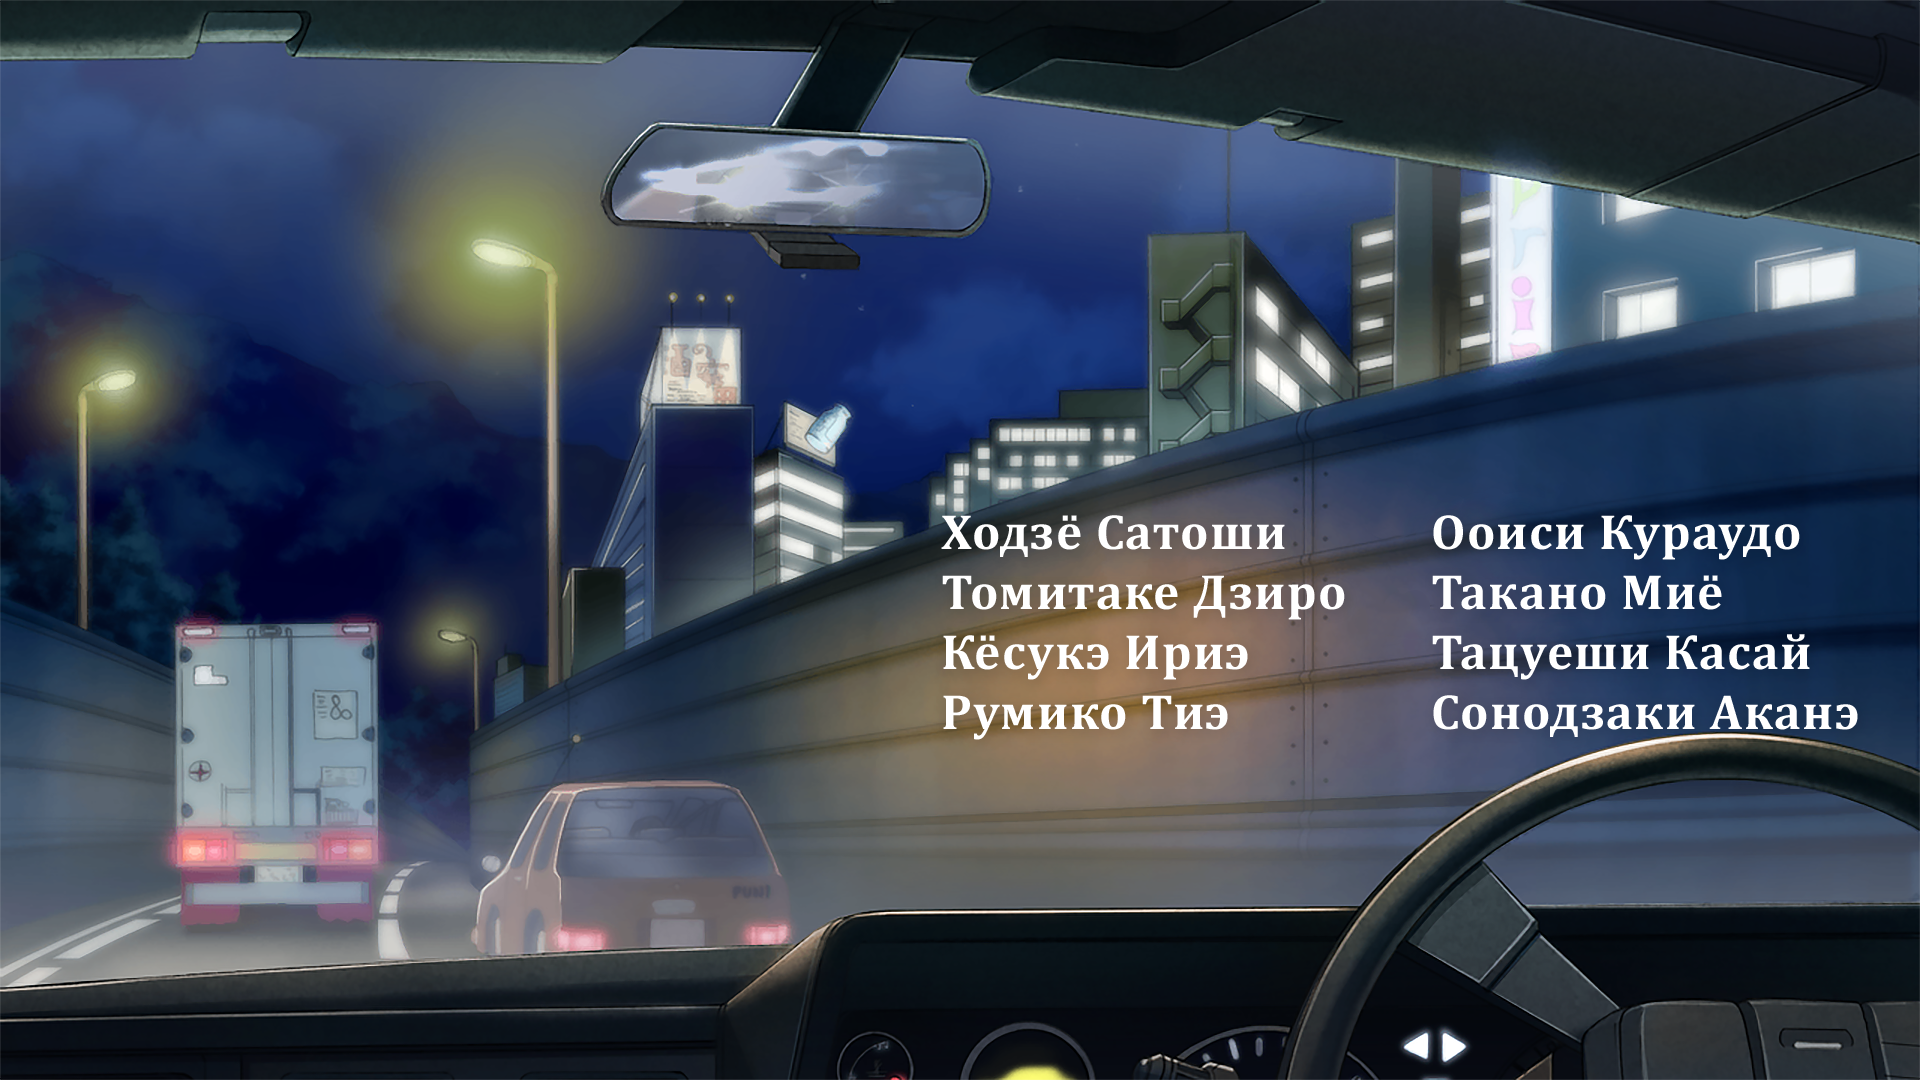 Ходзё Сатоши
Томитаке Дзиро
Кёсукэ Ириэ
Румико Тиэ
Ооиси Кураудо
Такано Миё
Тацуеши Касай
Сонодзаки Аканэ